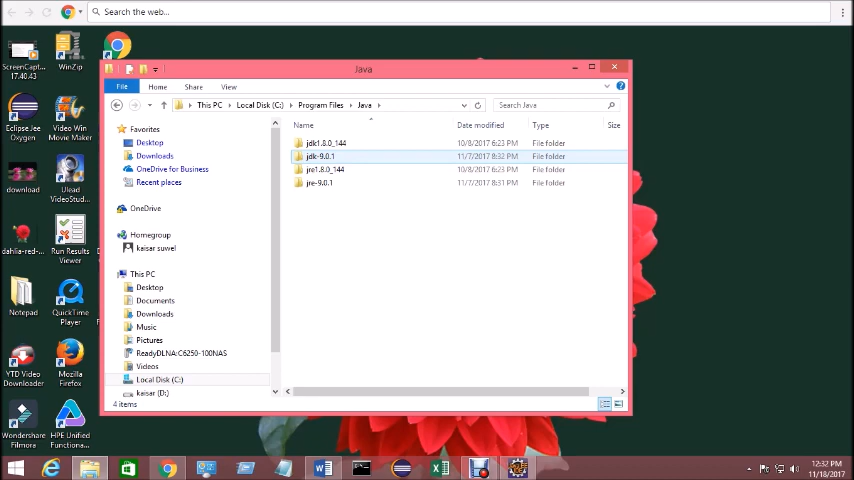 Search the web...
ScreenCapt...
17.40.43
WinZip
Eclipse Jee
Oxygen
Video Win
Movie Maker
download
Ulead
VideoStudi...
dahlia-red-...
Run Results
Viewer
Notepad
QuickTime
Player
YTD Video
Downloader
Mozilla
Firefox
Wondershare
Filmora
HPE Unified
Functiona...
Java
File
Home
Share
View
This PC
Local Disk (C:)
Program Files
Java
Search Java
Name
Date modified
Type
Size
jdk1.8.0_144 10/8/2017 6:23 PM File folder
jdk-9.0.1 11/7/2017 8:32 PM File folder
jre1.8.0_144 10/8/2017 6:23 PM File folder
jre-9.0.1 11/7/2017 8:31 PM File folder
Favorites
Desktop
Downloads
OneDrive for Business
Recent places
OneDrive
Homegroup
kaisar suwel
This PC
Desktop
Documents
Downloads
Music
Pictures
ReadyDLNA:C6250-100NAS
Videos
Local Disk (C:)
kaisar (D:)
4 items
12:32 PM
11/18/2017